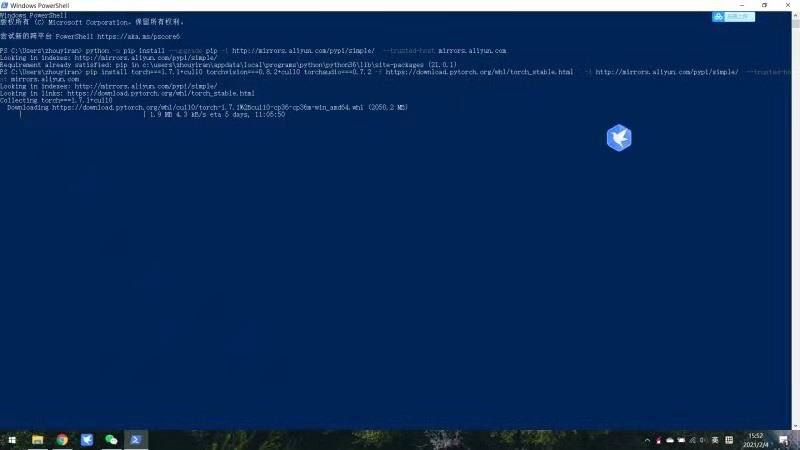 Windows PowerShell
Windows PowerShell
版权所有 (C) Microsoft Corporation。保留所有权利。
尝试新的跨平台 PowerShell https://aka.ms/pscore6
PS C:\Users\zhouyiran> python -m pip install --upgrade pip -i http://mirrors.aliyun.com/pypi/simple/ --trusted-host mirrors.aliyun.com
Looking in indexes: http://mirrors.aliyun.com/pypi/simple/
Requirement already satisfied: pip in c:\users\zhouyiran\appdata\local\programs\python\python36\lib\site-packages (21.0.1)
PS C:\Users\zhouyiran> pip install torch===1.7.1+cu110 torchvision===0.8.2+cu110 torchaudio===0.7.2 -f https://download.pytorch.org/whl/torch_stable.html -i http://mirrors.aliyun.com/pypi/simple/ --trusted-ho
st mirrors.aliyun.com
Looking in indexes: http://mirrors.aliyun.com/pypi/simple/
Looking in links: https://download.pytorch.org/whl/torch_stable.html
Collecting torch===1.7.1+cu110
Downloading https://download.pytorch.org/whl/cu110/torch-1.7.1%2Bcu110-cp36-cp36m-win_amd64.whl (2050.2 MB)
| | 1.9 MB 4.3 kB/s eta 5 days, 11:05:50
英
15:52
2021/2/4